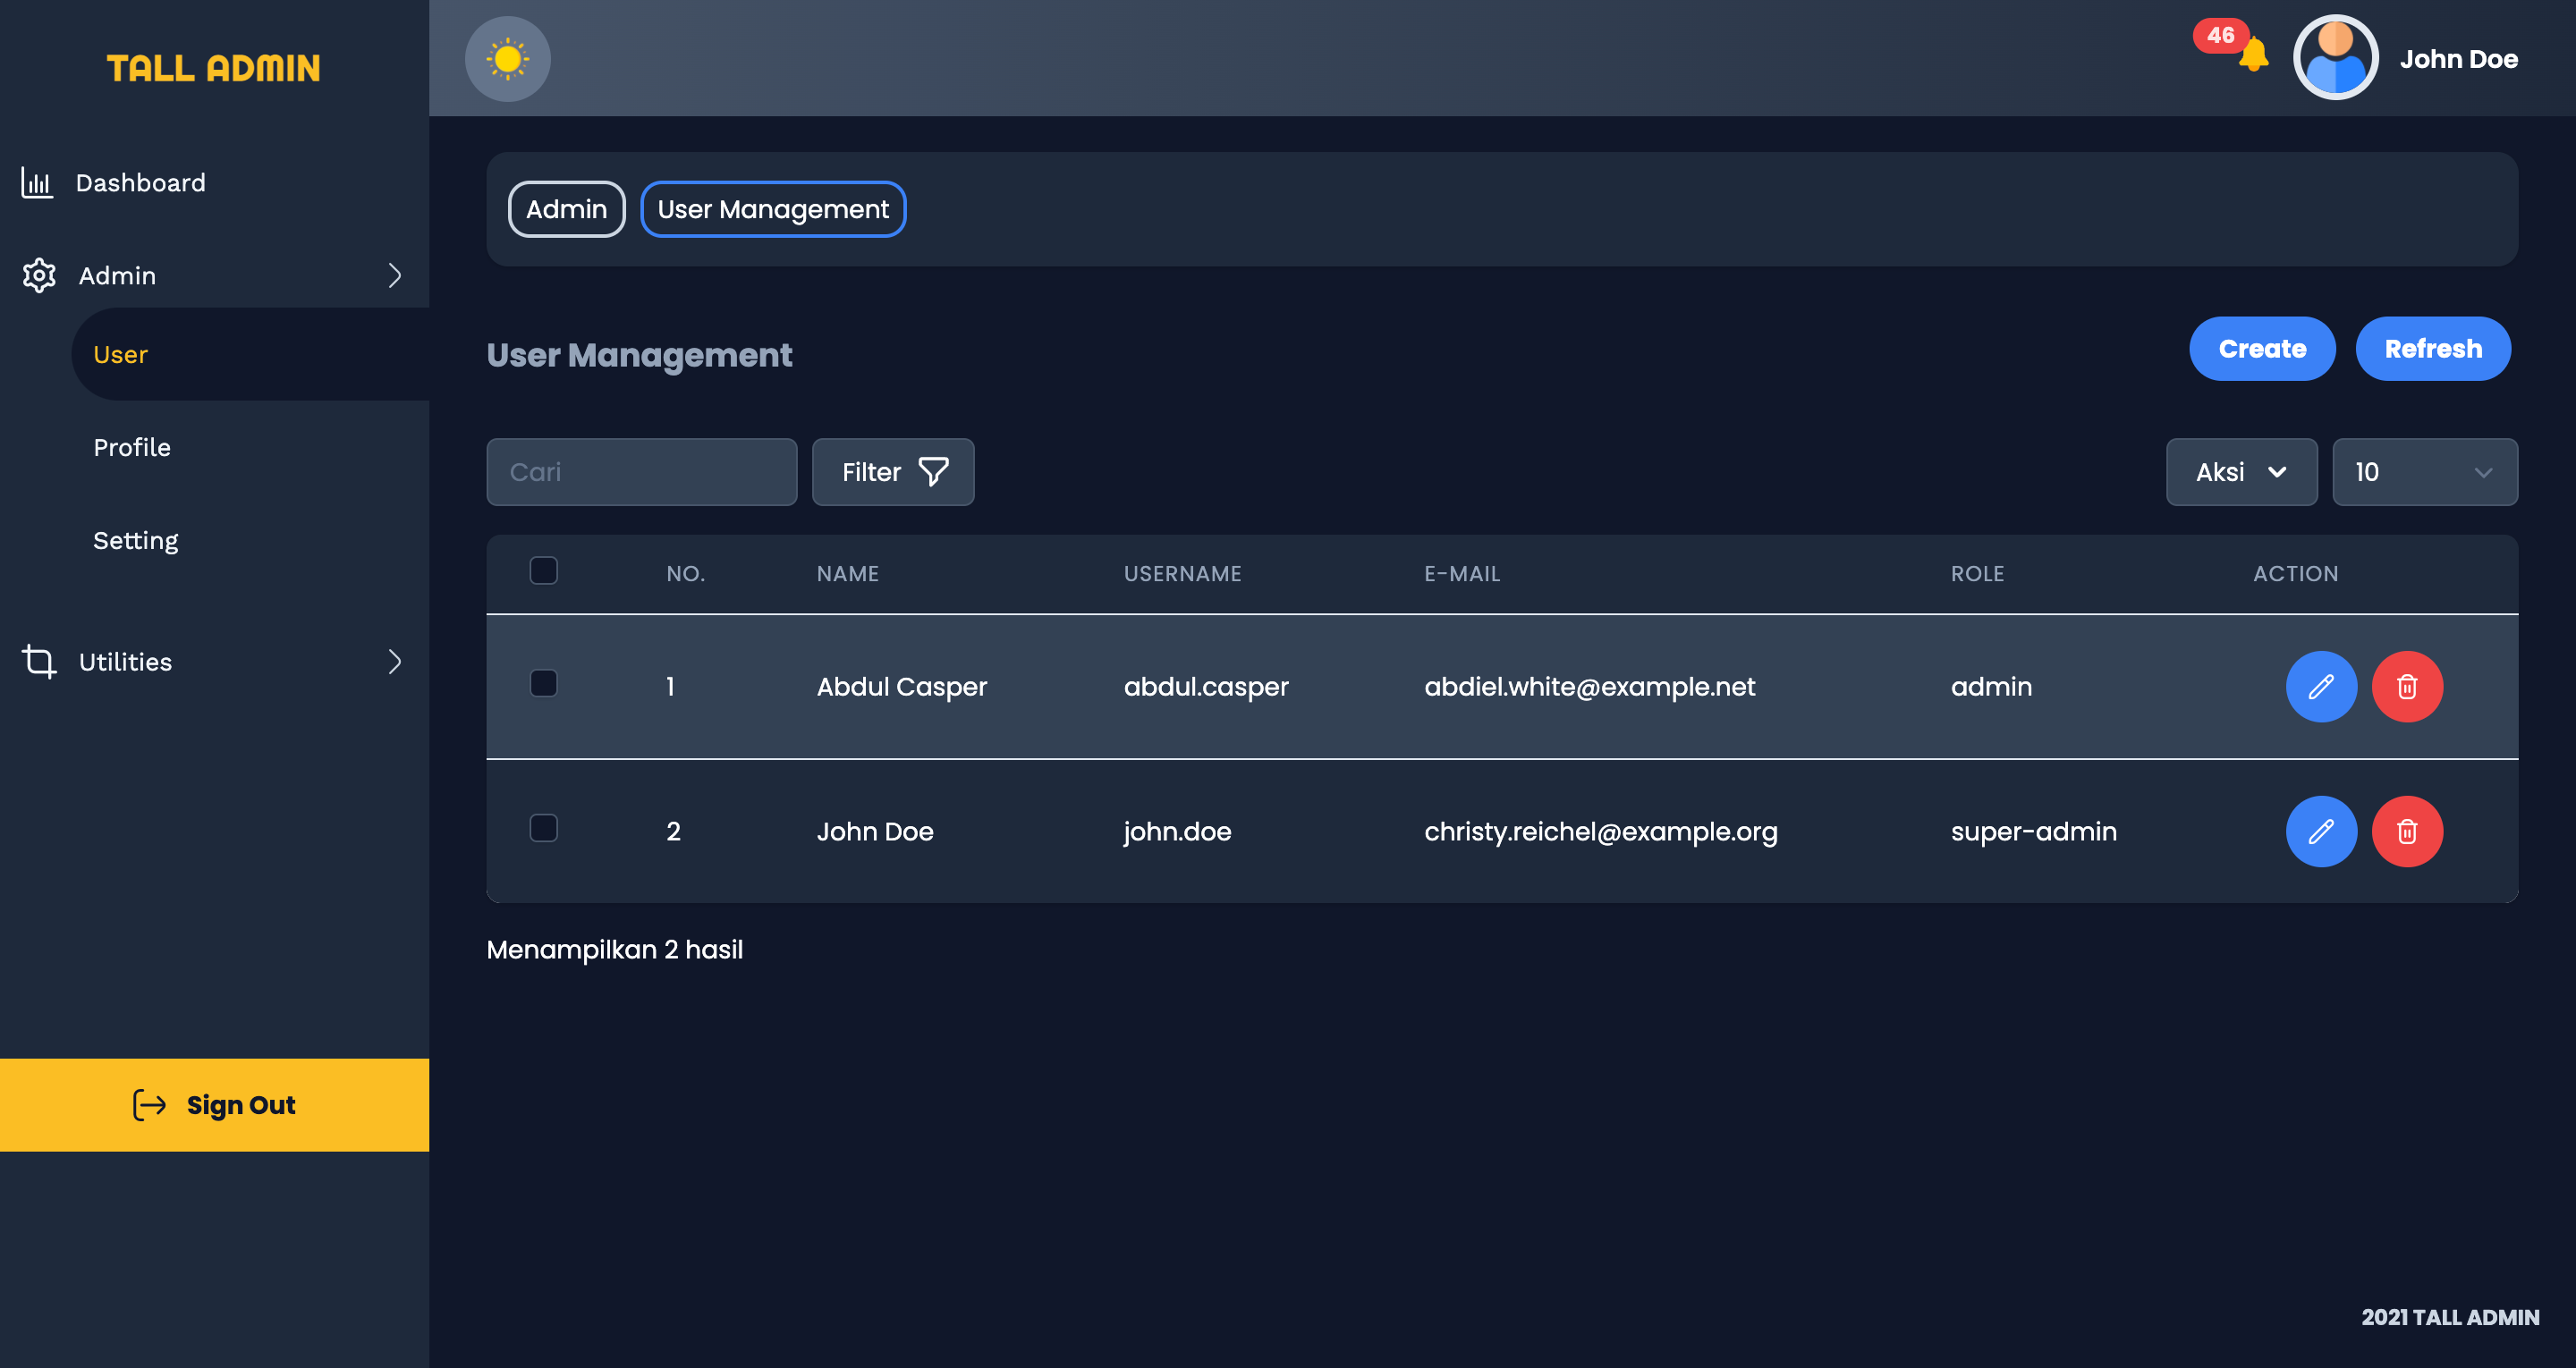 TALL ADMIN
Dashboard
Admin
User
Profile
Setting
Utilities
Sign Out
46
John Doe
Admin User Management
User Management
Create Refresh
Cari Filter Aksi 10
NO. NAME USERNAME E-MAIL ROLE ACTION
1 Abdul Casper abdul.casper abdiel.white@example.net admin
2 John Doe john.doe christy.reichel@example.org super-admin
Menampilkan 2 hasil
2021 TALL ADMIN